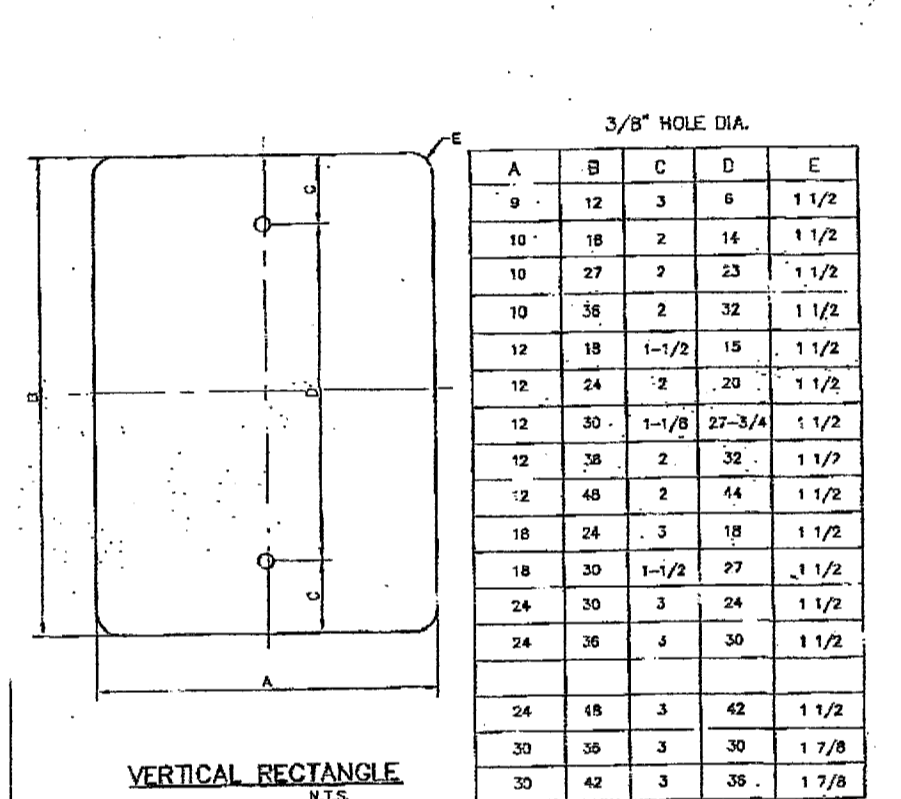 3/8" HOLE DIA.
E
A B C D E
9 12 3 6 1 1/2
10 18 2 14 1 1/2
10 27 2 23 1 1/2
10 36 2 32 1 1/2
12 18 1-1/2 15 1 1/2
12 24 2 20 1 1/2
12 30 1-1/8 27-3/4 1 1/2
12 36 2 32 1 1/2
12 48 2 44 1 1/2
18 24 3 18 1 1/2
18 30 1-1/2 27 1 1/2
24 30 3 24 1 1/2
24 36 3 30 1 1/2
24 48 3 42 1 1/2
30 36 3 30 1 7/8
30 42 3 36 1 7/8
C
B
D
C
A
VERTICAL RECTANGLE
N.T.S.